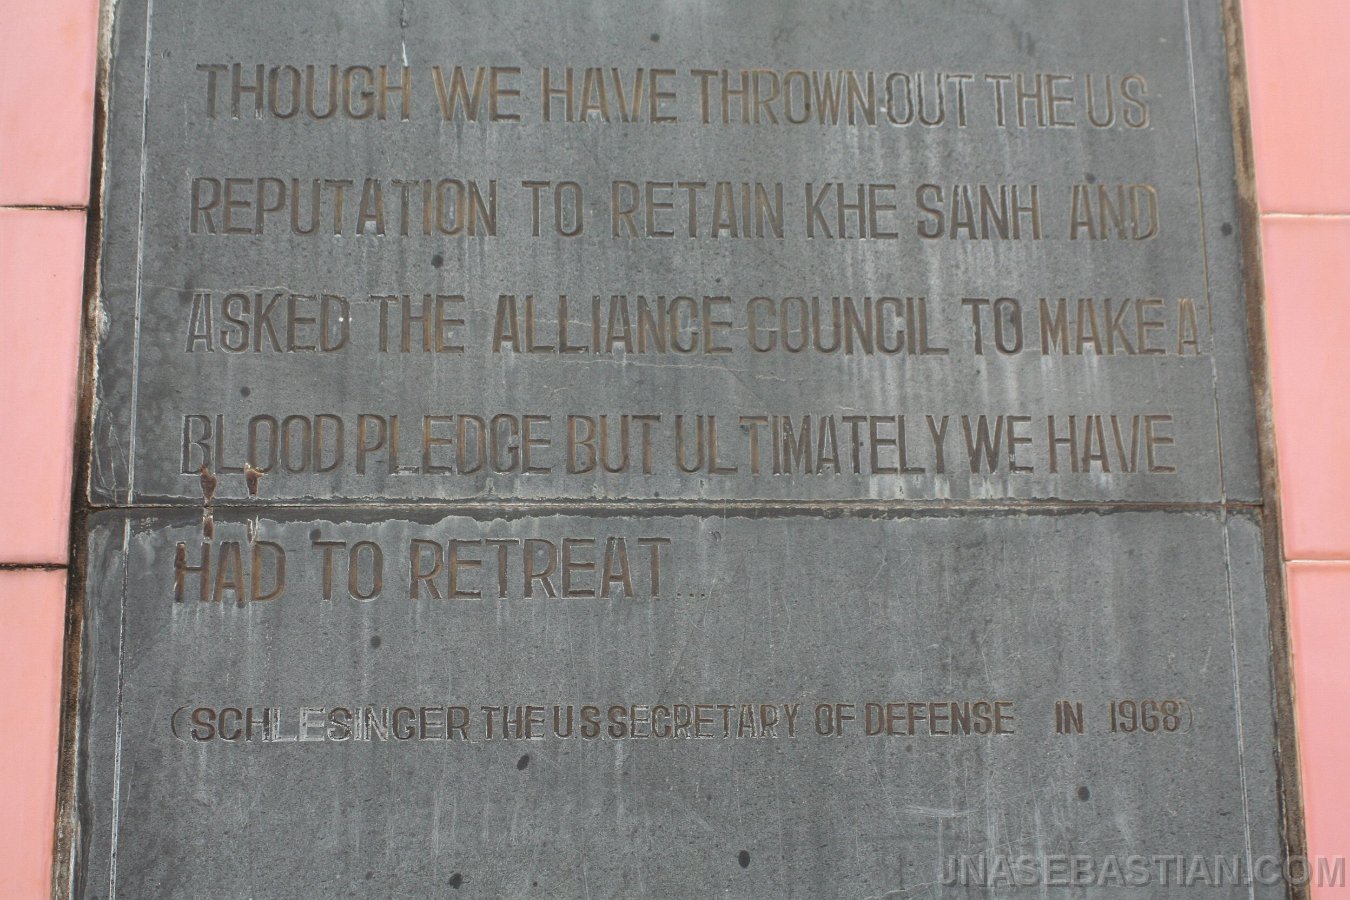 THOUGH WE HAVE THROWN OUT THE US
REPUTATION TO RETAIN KHE SANH AND
ASKED THE ALLIANCE COUNCIL TO MAKE A
BLOOD PLEDGE BUT ULTIMATELY WE HAVE
HAD TO RETREAT...
(SCHLESINGER THE U.S SECRETARY OF DEFENSE IN 1968)
JNASEBASTIAN.COM